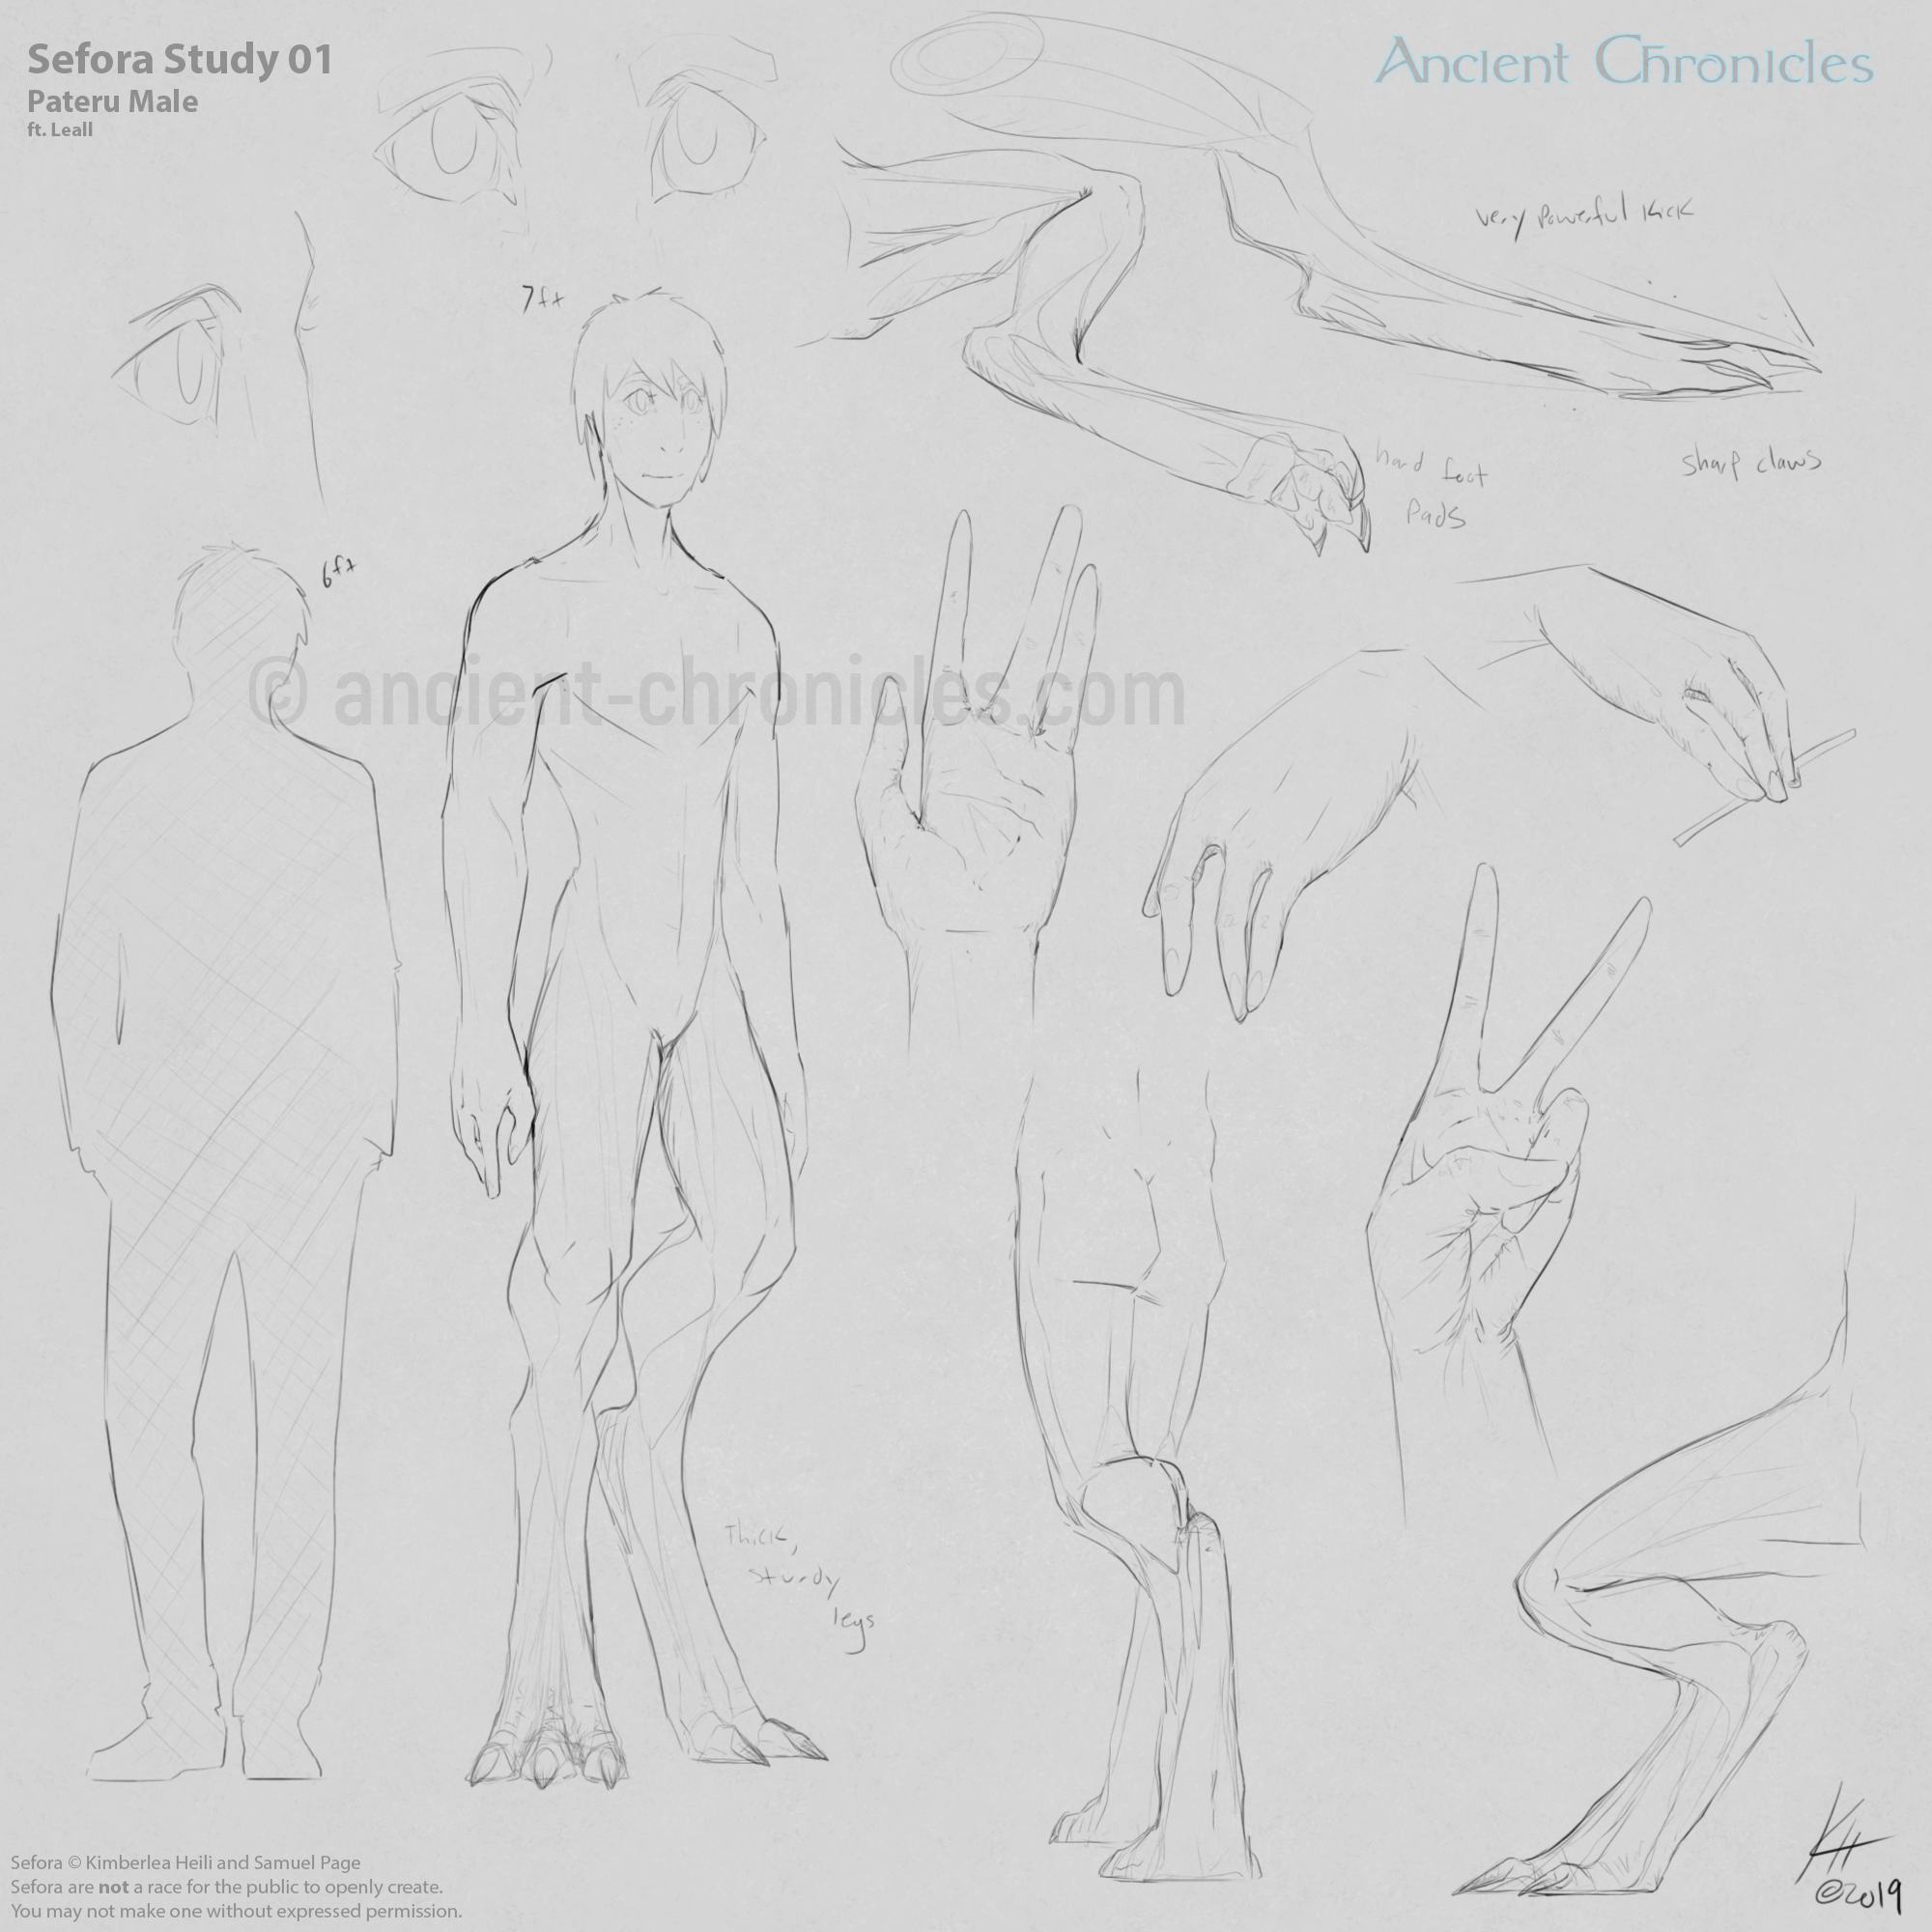 Sefora Study 01
Pateru Male
ft. Leall
Ancient Chronicles
very powerful kick
7ft
hard foot
pads
sharp claws
6ft
© ancient-chronicles.com
Thick,
sturdy
legs
KH
©2019
Sefora © Kimberlea Heili and Samuel Page
Sefora are not a race for the public to openly create.
You may not make one without expressed permission.